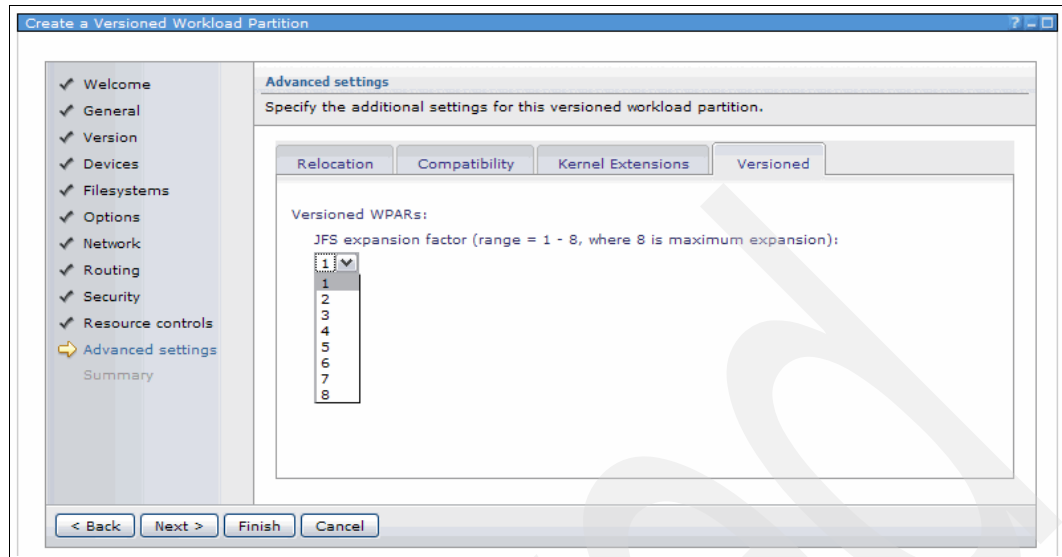 Create a Versioned Workload Partition
? – □
Welcome
General
Version
Devices
Filesystems
Options
Network
Routing
Security
Resource controls
Advanced settings
Summary
Advanced settings
Specify the additional settings for this versioned workload partition.
Relocation Compatibility Kernel Extensions Versioned
Versioned WPARs:
JFS expansion factor (range = 1 - 8, where 8 is maximum expansion):
1
1
2
3
4
5
6
7
8
< Back Next > Finish Cancel